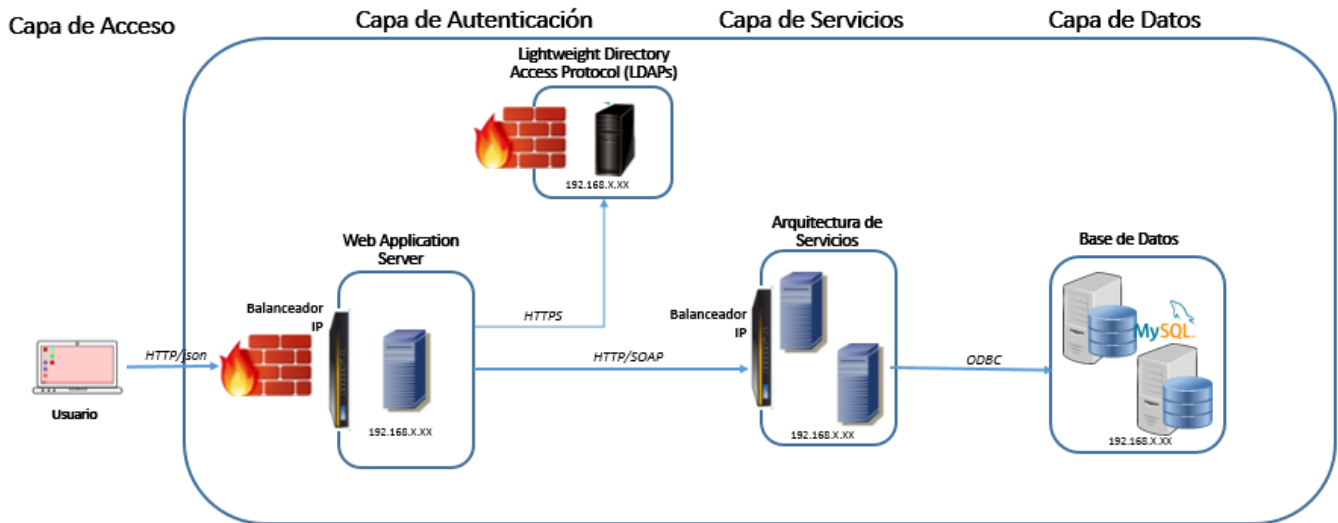 Capa de Acceso
Capa de Autenticación
Capa de Servicios
Capa de Datos
Lightweight Directory
Access Protocol (LDAPs)
192.168.X.XX
Web Application
Server
Balanceador
IP
192.168.X.XX
HTTPS
HTTP/json
Usuario
HTTP/SOAP
Arquitectura de
Servicios
Balanceador
IP
192.168.X.XX
ODBC
Base de Datos
MySQL
192.168.X.XX